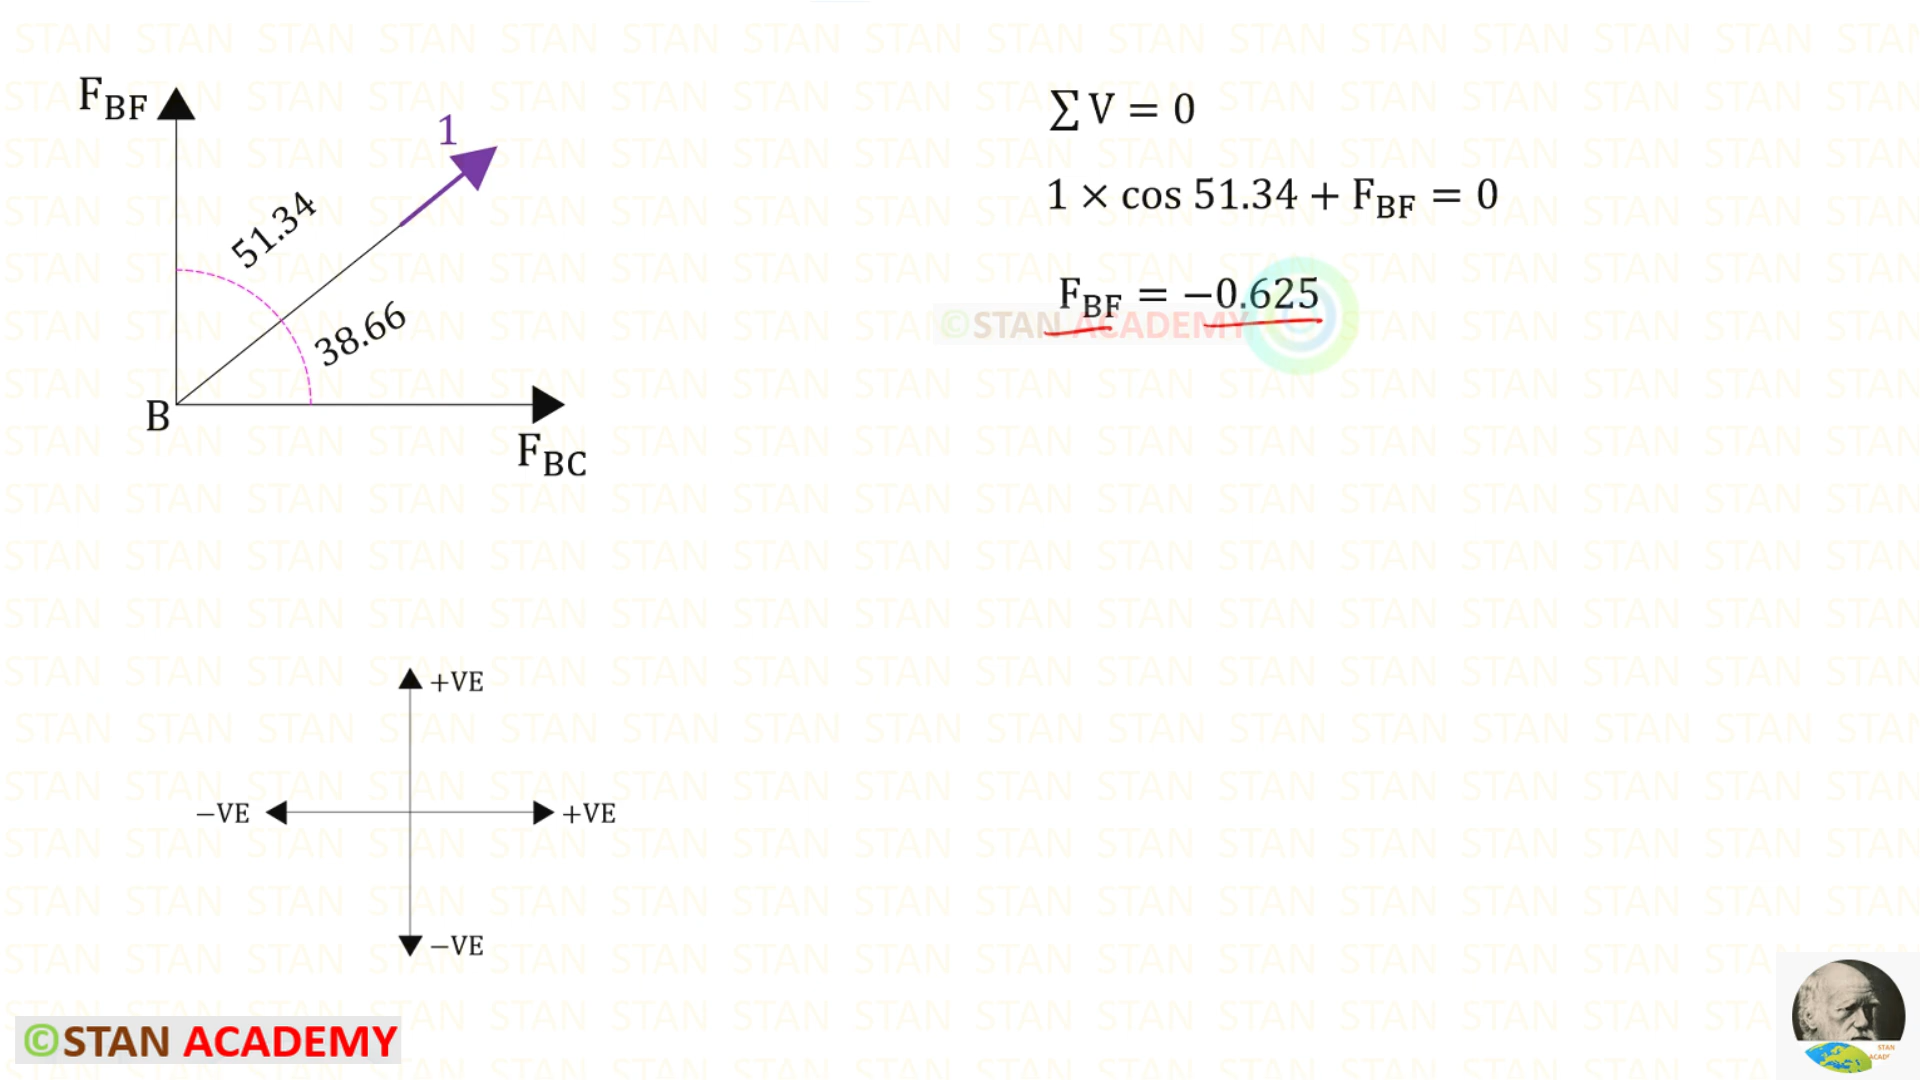 F_BF
1
51.34
38.66
B
F_BC
∑ V = 0
1 × cos 51.34 + F_BF = 0
F_BF = −0.625
©STAN ACADEMY
+VE
−VE
+VE
−VE
©STAN ACADEMY
STAN